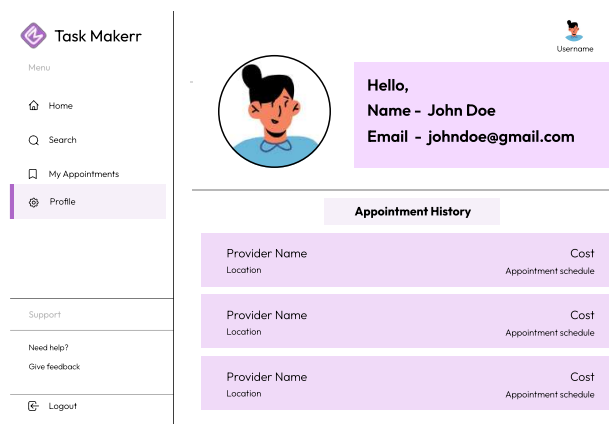 Task Makerr
Menu
Home
Search
My Appointments
Profile
Support
Need help?
Give feedback
Logout
Username
Hello,
Name - John Doe
Email - johndoe@gmail.com
Appointment History
Provider Name Cost
Location Appointment schedule
Provider Name Cost
Location Appointment schedule
Provider Name Cost
Location Appointment schedule